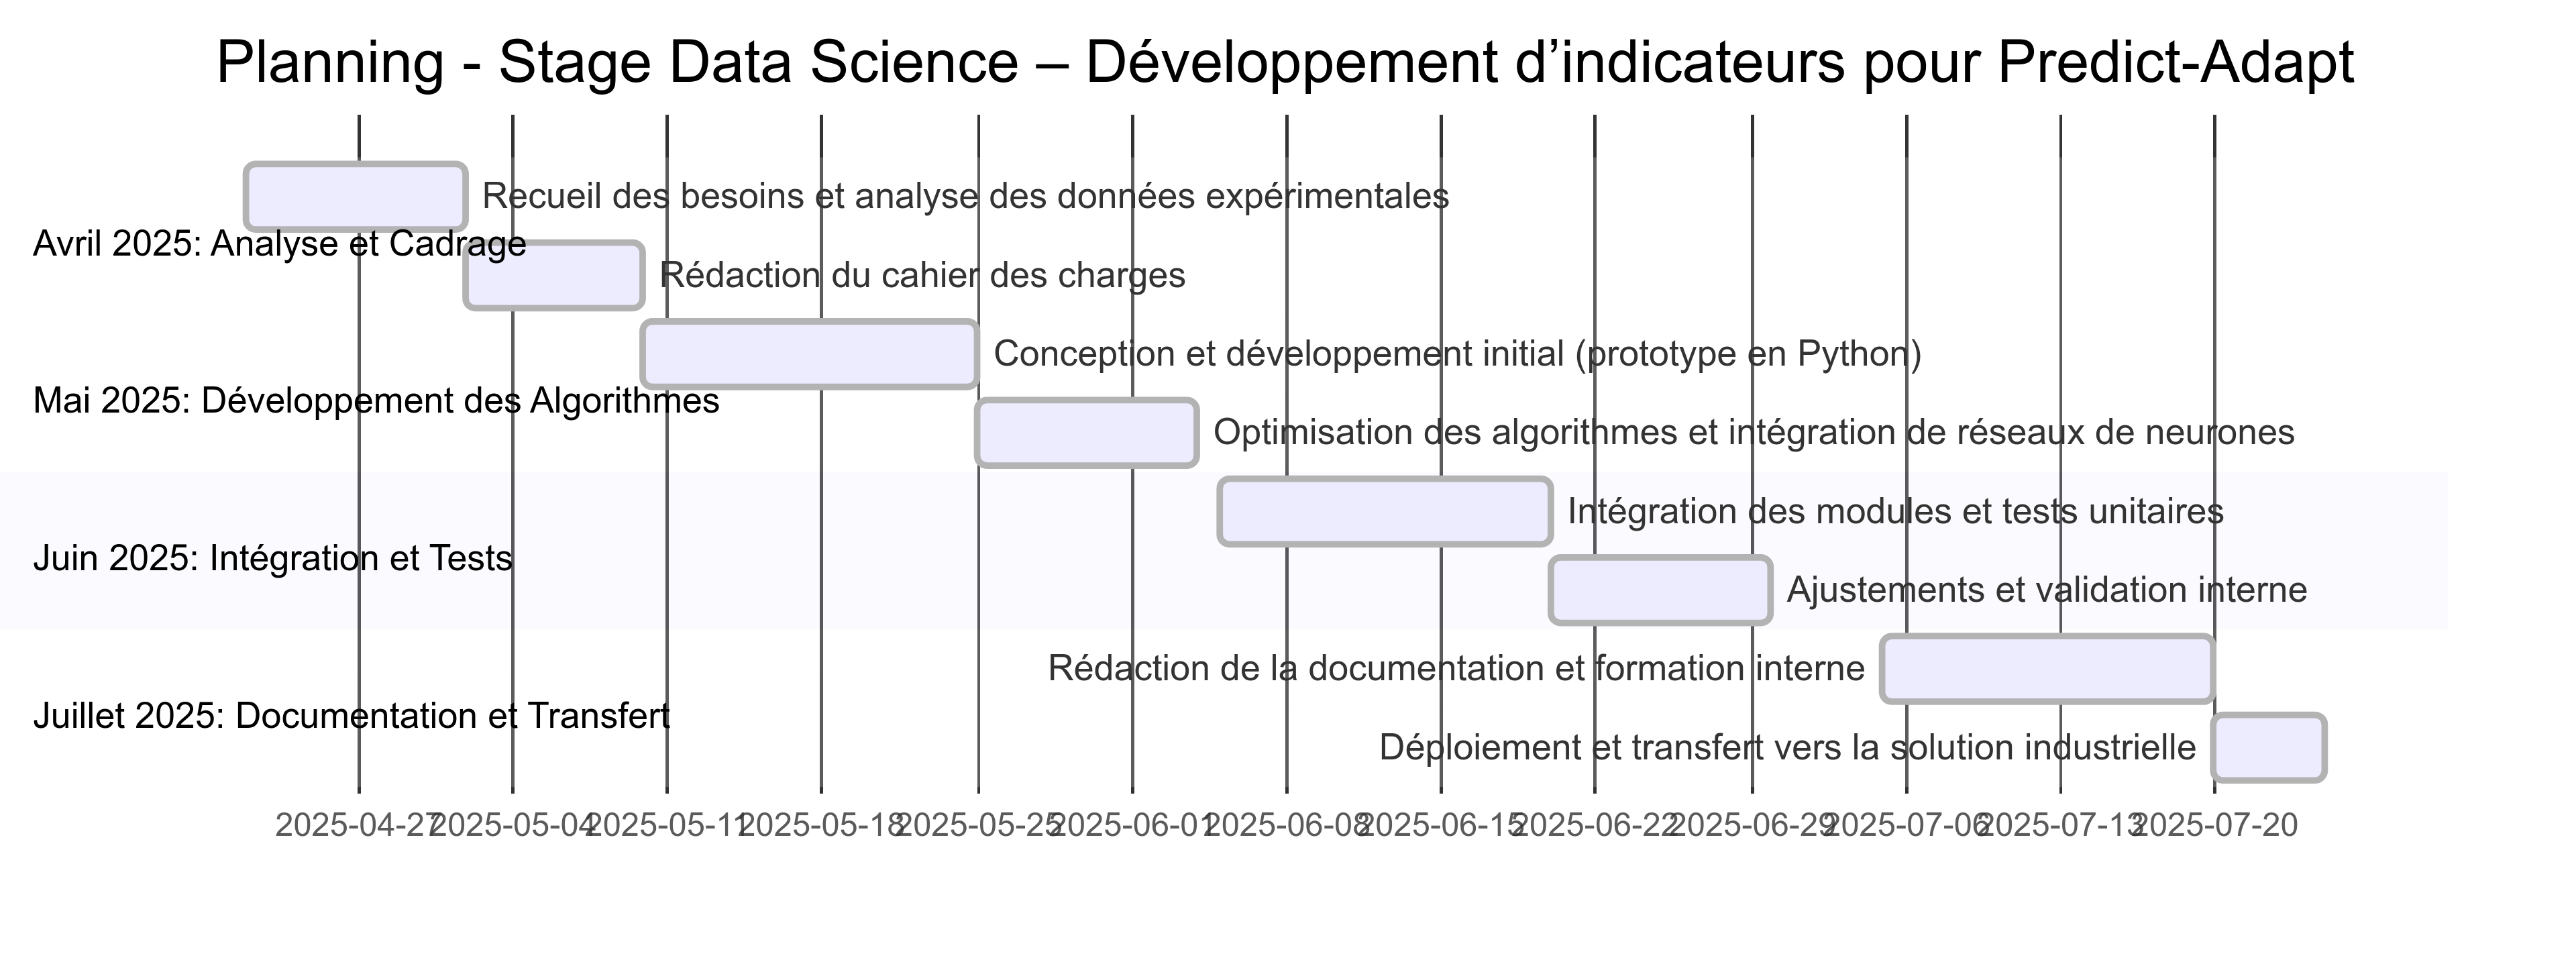 Planning - Stage Data Science – Développement d’indicateurs pour Predict-Adapt
Recueil des besoins et analyse des données expérimentales
Avril 2025: Analyse et Cadrage
Rédaction du cahier des charges
Conception et développement initial (prototype en Python)
Mai 2025: Développement des Algorithmes
Optimisation des algorithmes et intégration de réseaux de neurones
Intégration des modules et tests unitaires
Juin 2025: Intégration et Tests
Ajustements et validation interne
Rédaction de la documentation et formation interne
Juillet 2025: Documentation et Transfert
Déploiement et transfert vers la solution industrielle
2025-04-27 2025-05-04 2025-05-11 2025-05-18 2025-05-25 2025-06-01 2025-06-08 2025-06-15 2025-06-22 2025-06-29 2025-07-06 2025-07-13 2025-07-20